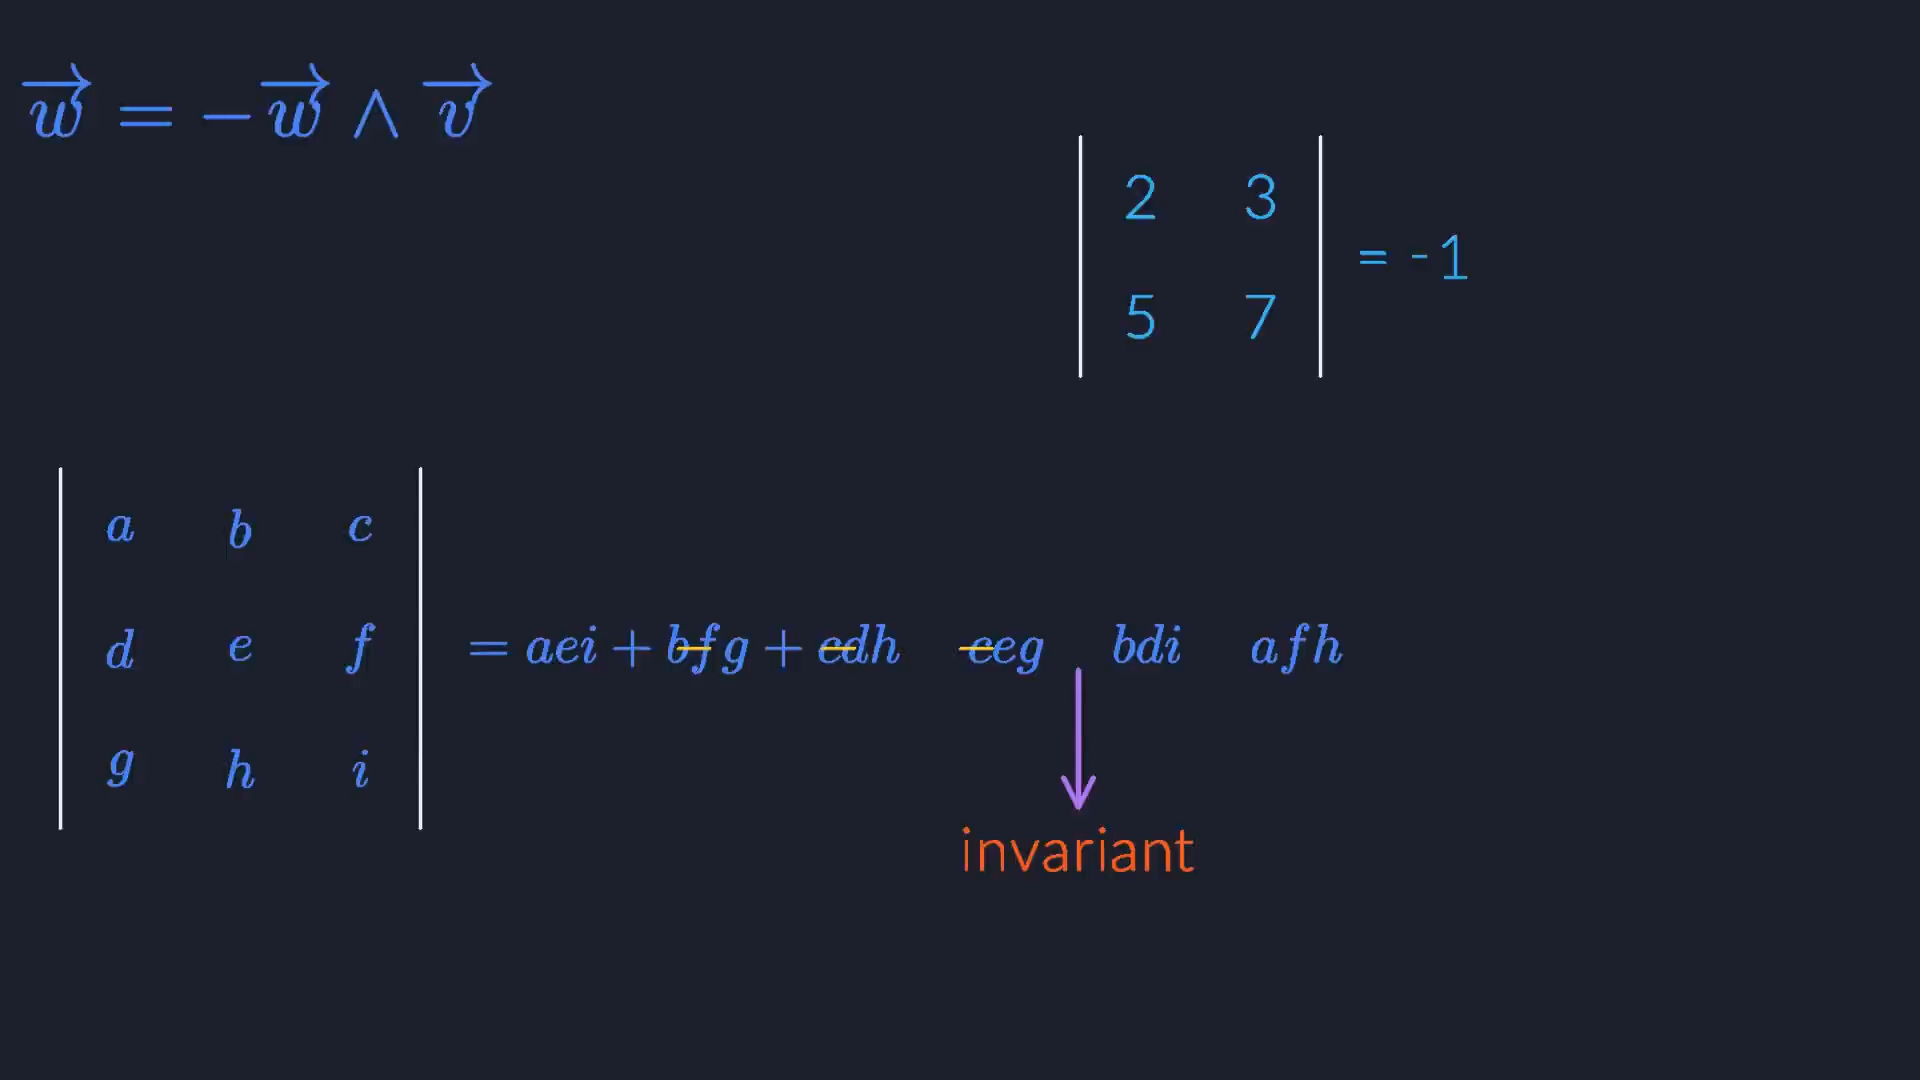 w⃗ = −w⃗ ∧ v⃗
2 3
= -1
5 7
a b c
d e f
= aei + bfg + cdh − − − ceg bdi afh
g h i
invariant